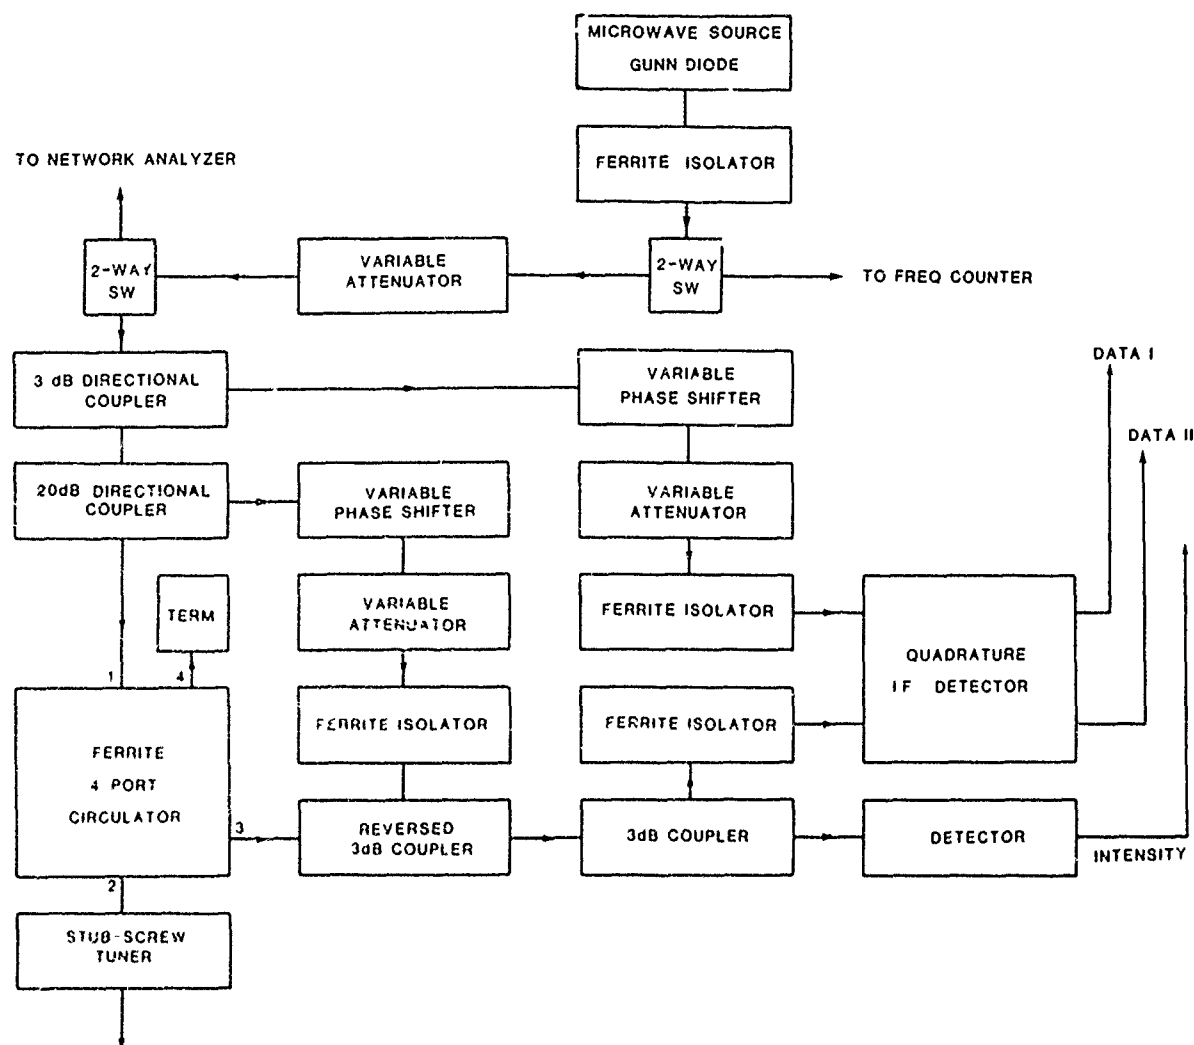 MICROWAVE SOURCE
GUNN DIODE
FERRITE ISOLATOR
TO NETWORK ANALYZER
2-WAY
SW
VARIABLE
ATTENUATOR
2-WAY
SW
TO FREQ COUNTER
3 dB DIRECTIONAL
COUPLER
VARIABLE
PHASE SHIFTER
DATA I
DATA II
20dB DIRECTIONAL
COUPLER
VARIABLE
PHASE SHIFTER
VARIABLE
ATTENUATOR
TERM
VARIABLE
ATTENUATOR
FERRITE ISOLATOR
QUADRATURE
IF DETECTOR
1
4
FERRITE
4 PORT
CIRCULATOR
3
2
FERRITE ISOLATOR
FERRITE ISOLATOR
REVERSED
3dB COUPLER
3dB COUPLER
DETECTOR
INTENSITY
STUB-SCREW
TUNER